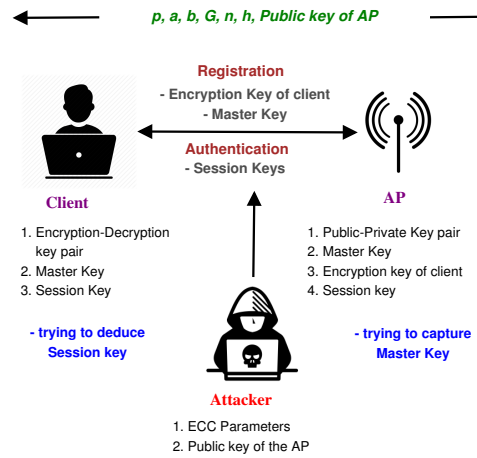 p, a, b, G, n, h, Public key of AP
Registration
- Encryption Key of client
- Master Key
Authentication
- Session Keys
Client
1. Encryption-Decryption
key pair
2. Master Key
3. Session Key
- trying to deduce
Session key
AP
1. Public-Private Key pair
2. Master Key
3. Encryption key of client
4. Session key
- trying to capture
Master Key
Attacker
1. ECC Parameters
2. Public key of the AP